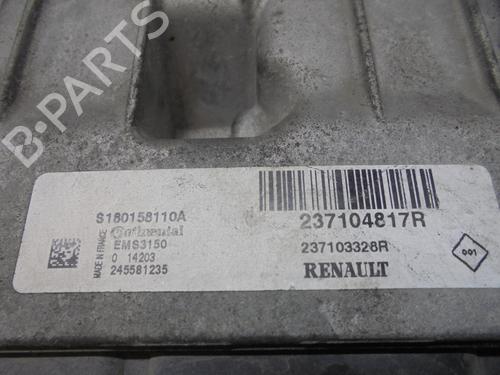 B-PARTS
S180158110A
Continental
EMS3150
0 14203
245581235
MADE IN FRANCE
237104817R
237103328R
RENAULT
001